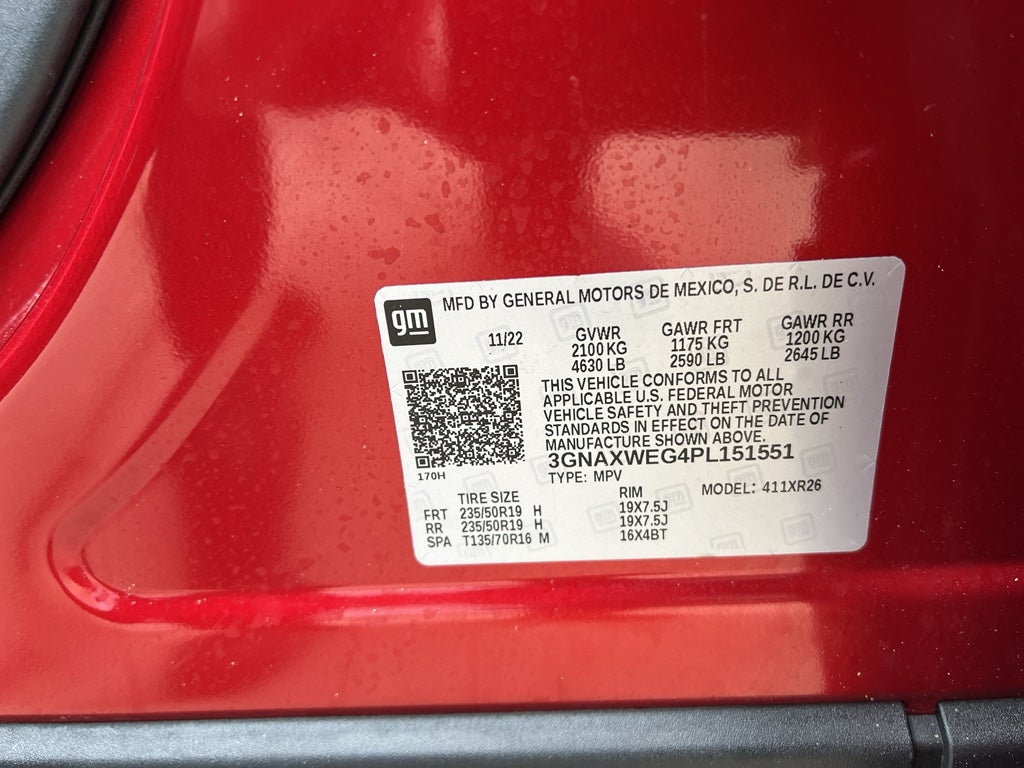 gm
MFD BY GENERAL MOTORS DE MEXICO, S. DE R.L. DE C.V.
11/22 GVWR GAWR FRT GAWR RR
2100 KG 1175 KG 1200 KG
4630 LB 2590 LB 2645 LB
THIS VEHICLE CONFORMS TO ALL
APPLICABLE U.S. FEDERAL MOTOR
VEHICLE SAFETY AND THEFT PREVENTION
STANDARDS IN EFFECT ON THE DATE OF
MANUFACTURE SHOWN ABOVE.
3GNAXWEG4PL151551
170H
TYPE: MPV MODEL: 411XR26
TIRE SIZE RIM
FRT 235/50R19 H 19X7.5J
RR 235/50R19 H 19X7.5J
SPA T135/70R16 M 16X4BT